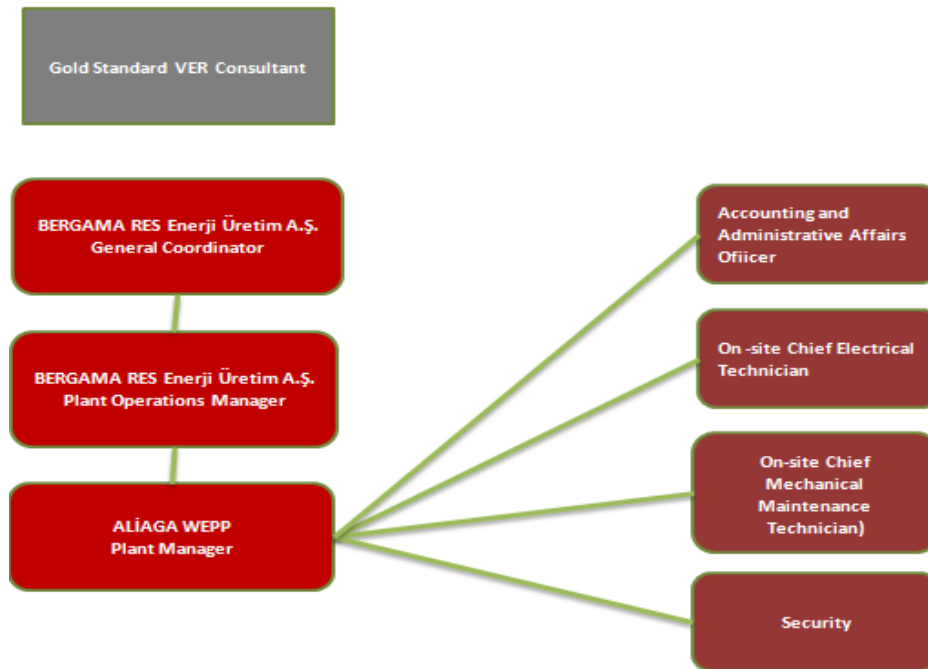 Gold Standard VER Consultant
BERGAMA RES Enerji Üretim A.Ş.
General Coordinator
BERGAMA RES Enerji Üretim A.Ş.
Plant Operations Manager
ALİAGA WEPP
Plant Manager
Accounting and
Administrative Affairs
Ofiicer
On -site Chief Electrical
Technician
On-site Chief
Mechanical
Maintenance
Technician)
Security